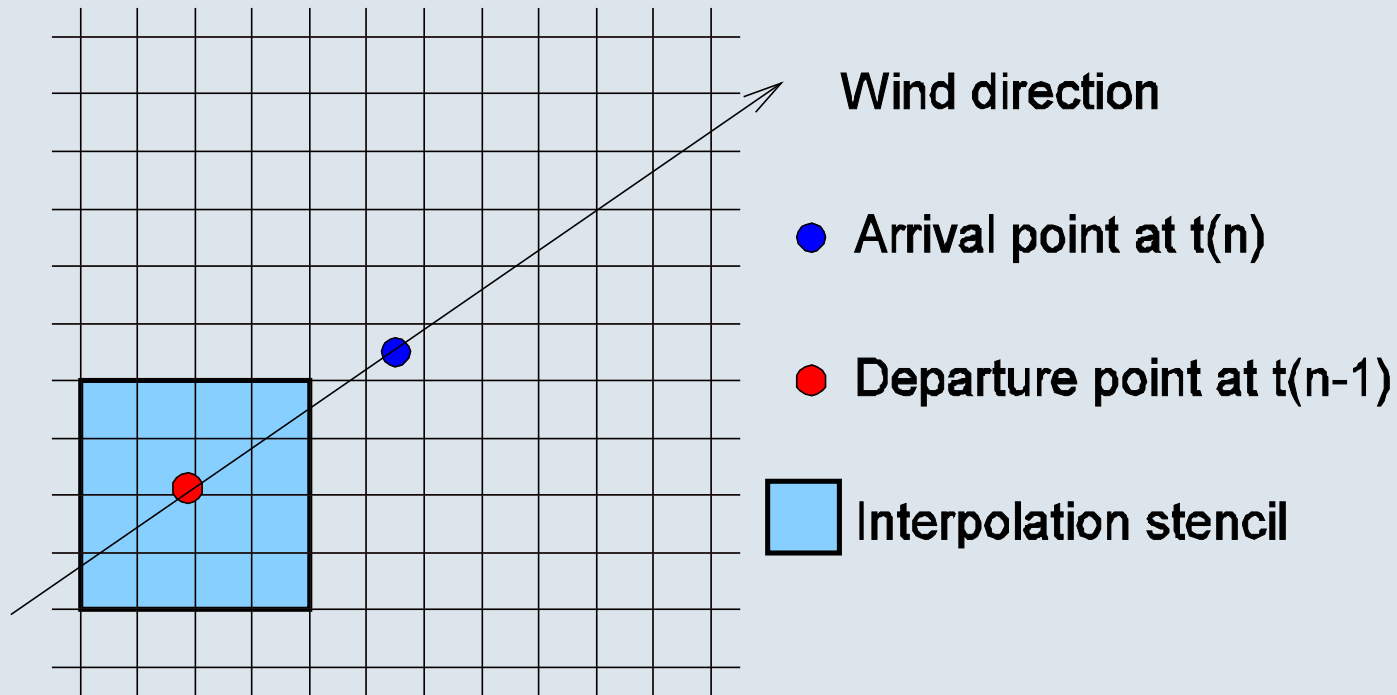 Wind direction
Arrival point at t(n)
Departure point at t(n-1)
Interpolation stencil